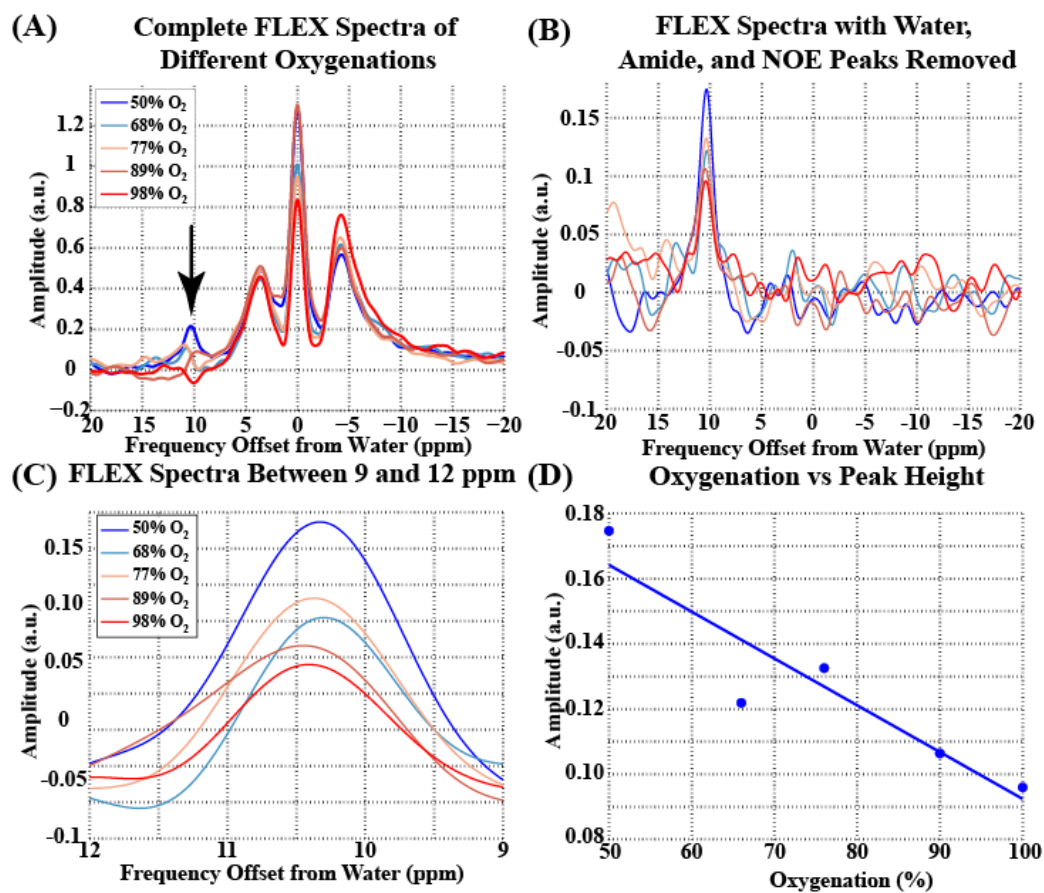 (A) Complete FLEX Spectra of
Different Oxygenations
50% O2
68% O2
77% O2
89% O2
98% O2
Amplitude (a.u.)
1.2
1
0.8
0.6
0.4
0.2
0
−0.2
20 15 10 5 0 -5 -10 -15 -20
Frequency Offset from Water (ppm)
(B) FLEX Spectra with Water,
Amide, and NOE Peaks Removed
Amplitude (a.u.)
0.15
0.1
0.05
0
-0.05
-0.1
20 15 10 5 0 -5 -10 -15 -20
Frequency Offset from Water (ppm)
(C) FLEX Spectra Between 9 and 12 ppm
50% O2
68% O2
77% O2
89% O2
98% O2
Amplitude (a.u.)
0.15
0.10
0.05
0
-0.05
-0.1
12 11 10 9
Frequency Offset from Water (ppm)
(D) Oxygenation vs Peak Height
Amplitude (a.u.)
0.18
0.16
0.14
0.12
0.10
0.08
50 60 70 80 90 100
Oxygenation (%)